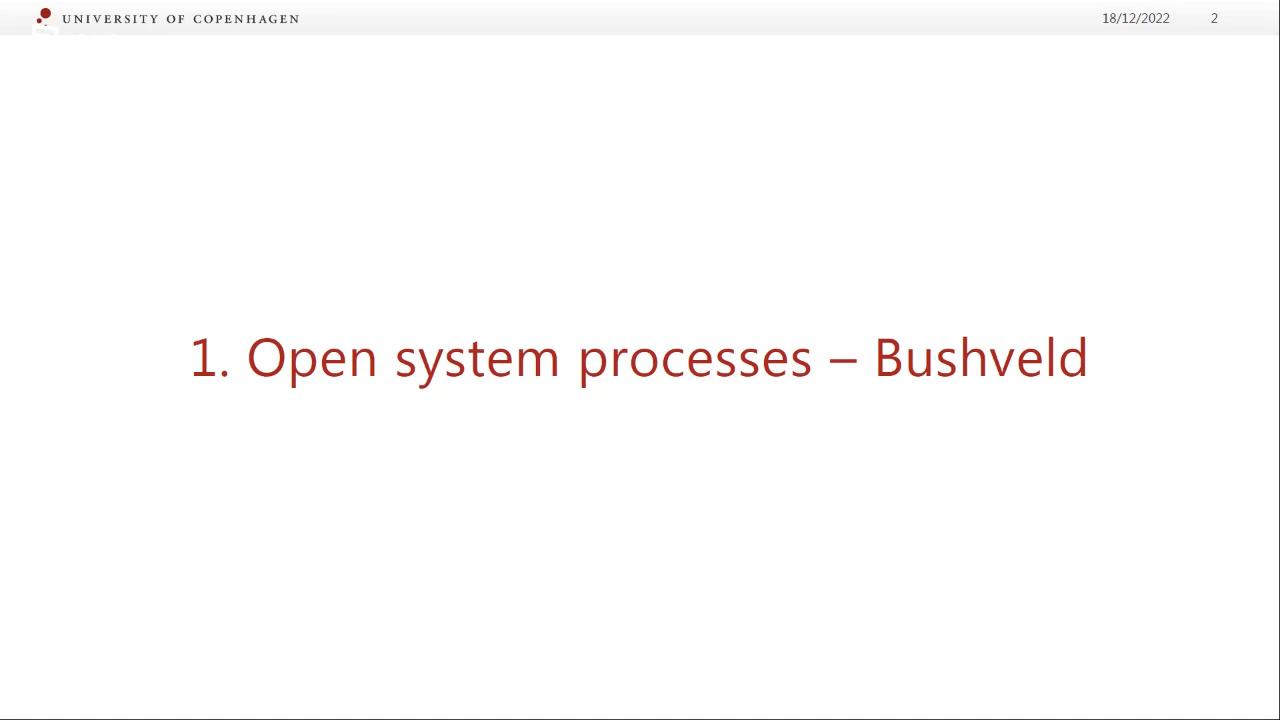 UNIVERSITY OF COPENHAGEN
18/12/2022 2
1. Open system processes – Bushveld